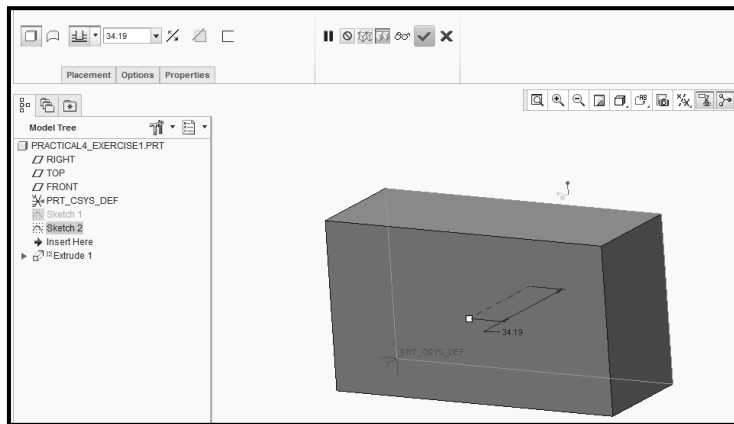 34.19
Placement Options Properties
Model Tree
PRACTICAL4_EXERCISE1.PRT
RIGHT
TOP
FRONT
PRT_CSYS_DEF
Sketch 1
Sketch 2
Insert Here
Extrude 1
34.19
PRT_CSYS_DEF